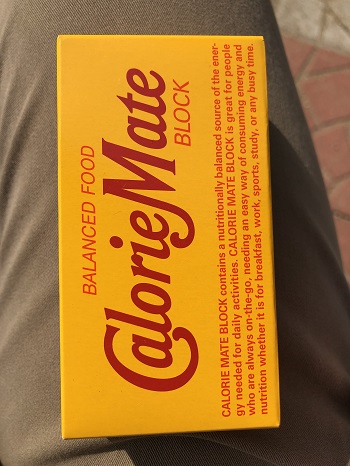 BALANCED FOOD
CalorieMate
BLOCK
CALORIE MATE BLOCK contains a nutritionally balanced source of the ener-
gy needed for daily activities. CALORIE MATE BLOCK is great for people
who are always on-the-go, needing an easy way of consuming energy and
nutrition whether it is for breakfast, work, sports, study, or any busy time.